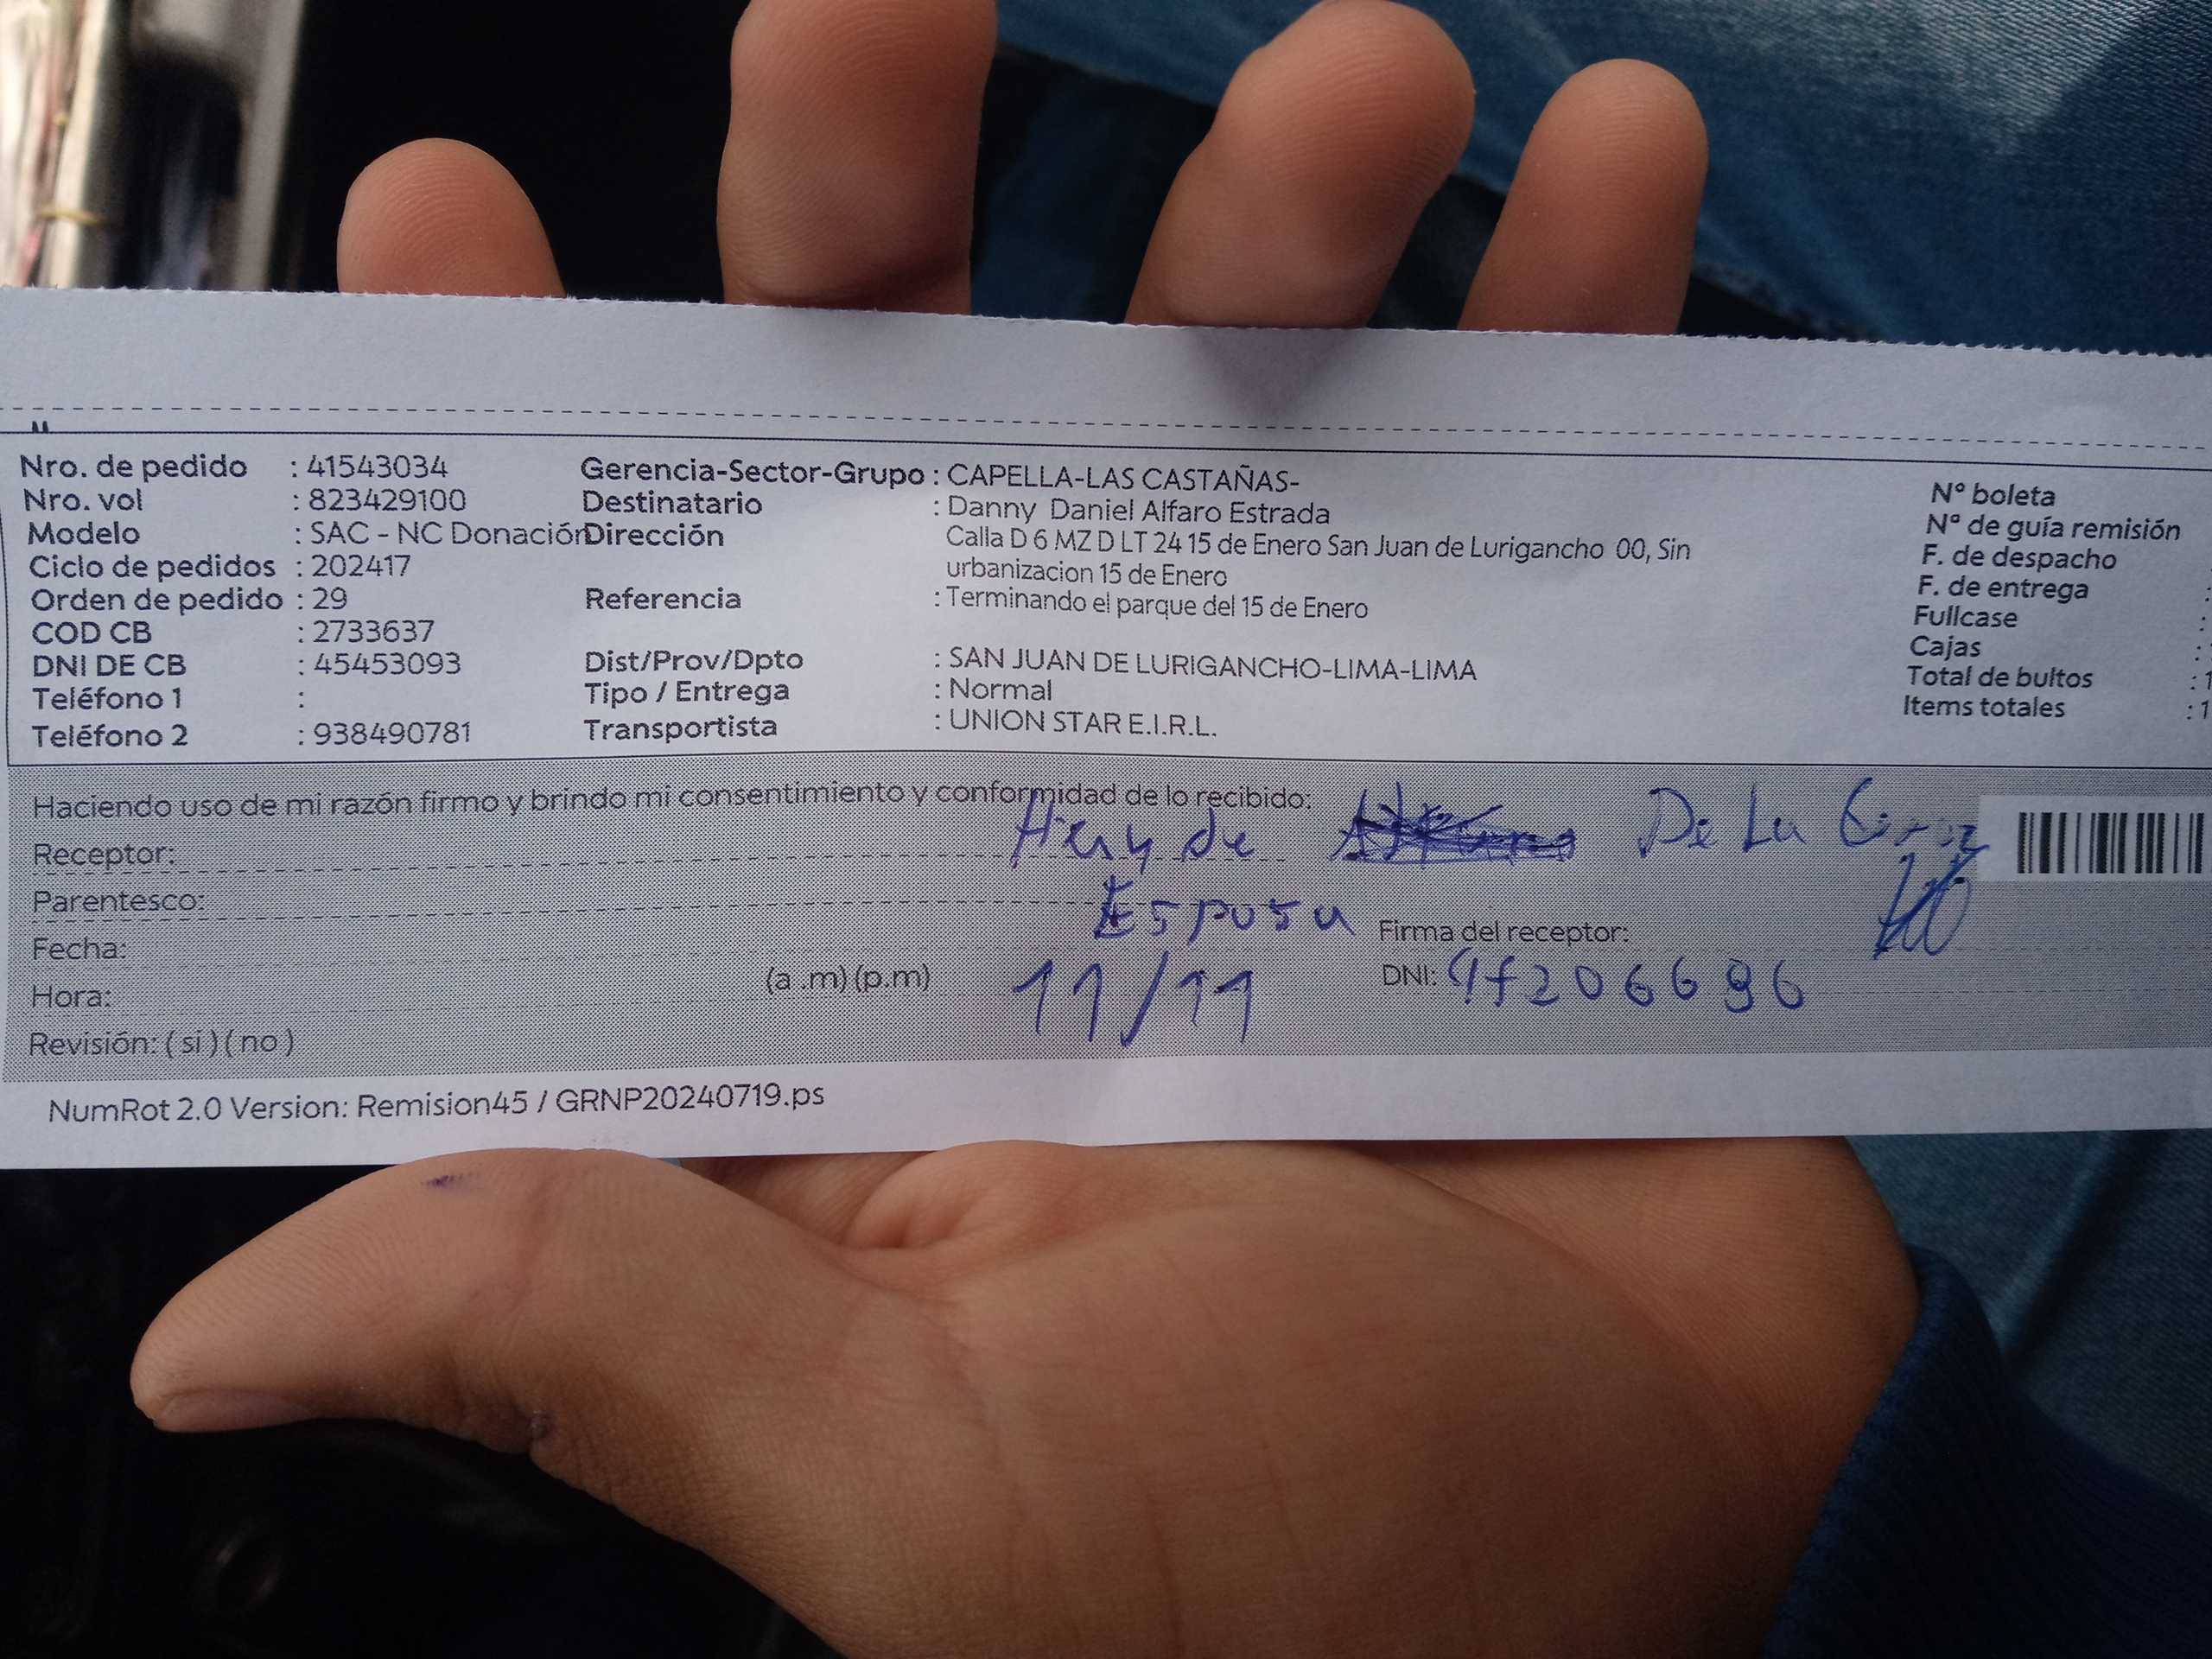 Nro. de pedido : 41543034
Nro. vol : 823429100
Modelo : SAC - NC Donación
Ciclo de pedidos : 202417
Orden de pedido : 29
COD CB : 2733637
DNI DE CB : 45453093
Teléfono 1 :
Teléfono 2 : 938490781
Gerencia-Sector-Grupo : CAPELLA-LAS CASTAÑAS-
Destinatario : Danny Daniel Alfaro Estrada
Dirección Calla D 6 MZ D LT 24 15 de Enero San Juan de Lurigancho 00, Sin
urbanizacion 15 de Enero
Referencia : Terminando el parque del 15 de Enero
Dist/Prov/Dpto : SAN JUAN DE LURIGANCHO-LIMA-LIMA
Tipo / Entrega : Normal
Transportista : UNION STAR E.I.R.L.
N° boleta
N° de guía remisión
F. de despacho :
F. de entrega :
Fullcase :
Cajas :
Total de bultos : 1
Items totales : 1
Haciendo uso de mi razón firmo y brindo mi consentimiento y conformidad de lo recibido:
Receptor: de De La Cruz
Parentesco: Esposa
Fecha: 11/11
Firma del receptor:
Hora: (a .m) (p.m)
DNI:
Revisión: ( si ) ( no )
NumRot 2.0 Version: Remision45 / GRNP20240719.ps